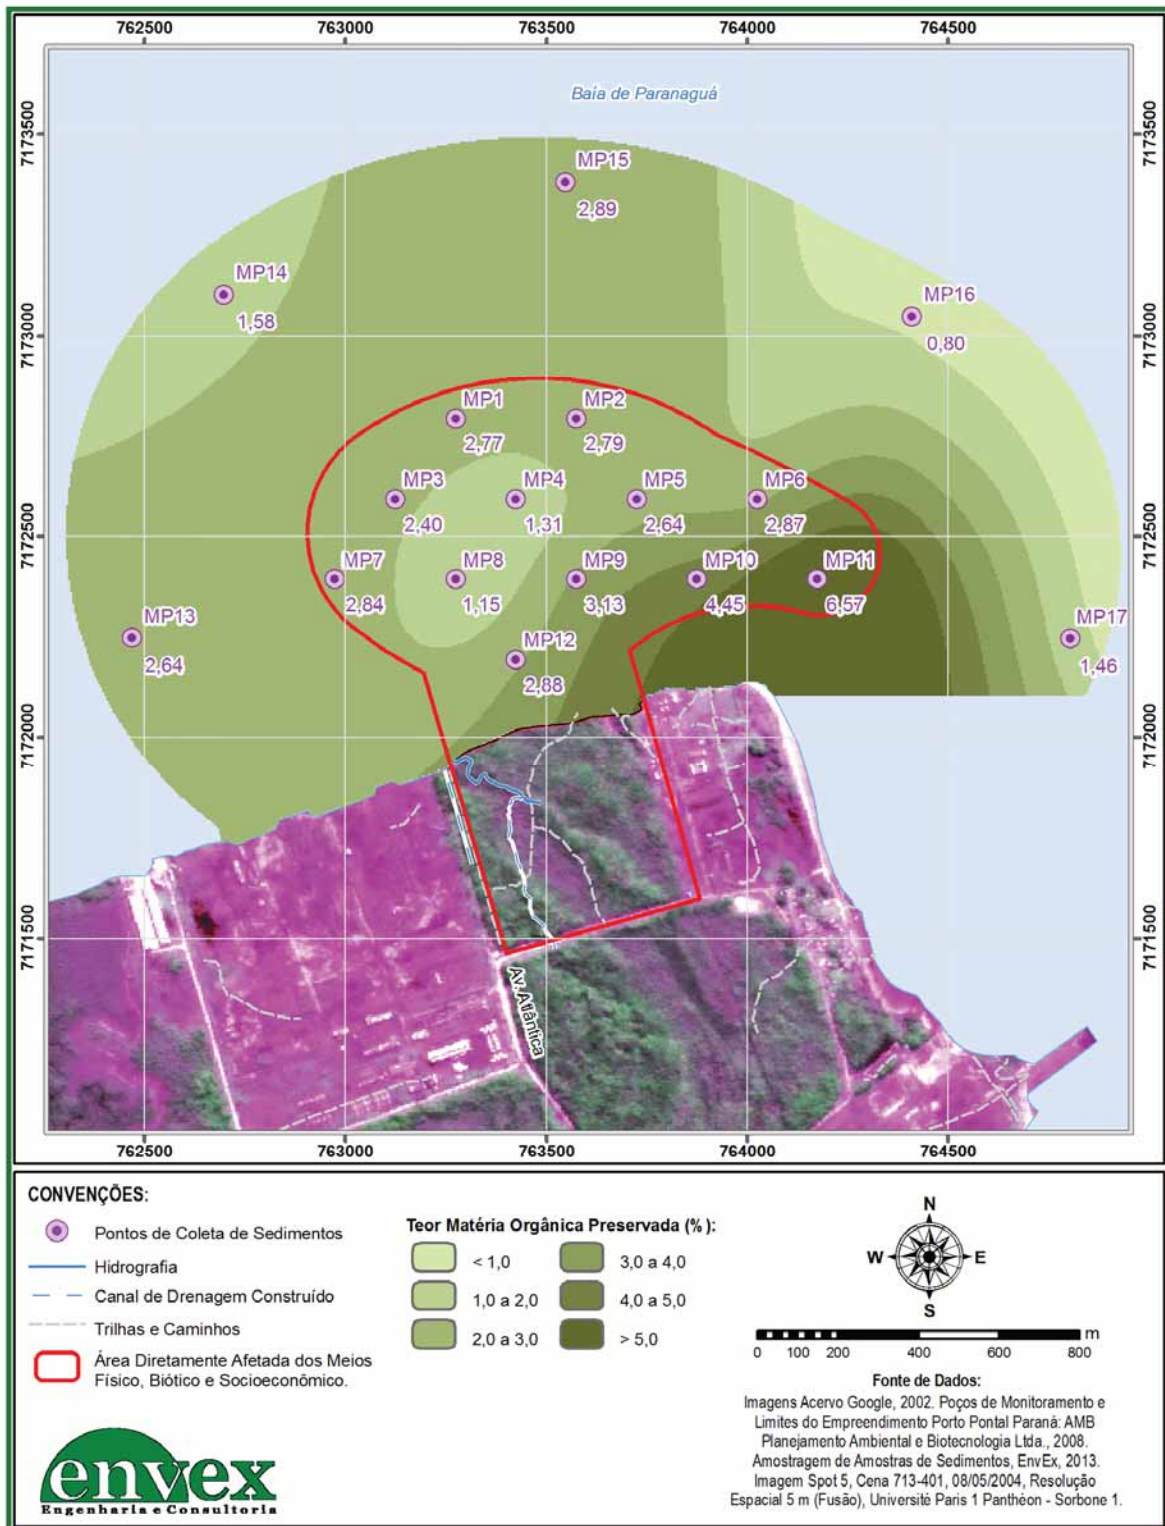 762500 763000 763500 764000 764500
Baía de Paranaguá
7173500
7173500
MP15
2,89
MP14
1,58
MP16
0,80
7173000
7173000
MP1
2,77
MP2
2,79
MP3
2,40
MP4
1,31
MP5
2,64
MP6
2,87
7172500
7172500
MP7
2,84
MP8
1,15
MP9
3,13
MP10
4,45
MP11
6,57
MP13
2,64
MP12
2,88
MP17
1,46
7172000
7172000
7171500
7171500
Av. Atlântica
762500 763000 763500 764000 764500
CONVENÇÕES:
Pontos de Coleta de Sedimentos
Hidrografia
Canal de Drenagem Construído
Trilhas e Caminhos
Área Diretamente Afetada dos Meios
Físico, Biótico e Socioeconômico.
Teor Matéria Orgânica Preservada (%):
< 1,0
1,0 a 2,0
2,0 a 3,0
3,0 a 4,0
4,0 a 5,0
> 5,0
N
W E
S
m
0 100 200 400 600 800
Fonte de Dados:
Imagens Acervo Google, 2002. Poços de Monitoramento e
Limites do Empreendimento Porto Pontal Paraná: AMB
Planejamento Ambiental e Biotecnologia Ltda., 2008.
Amostragem de Amostras de Sedimentos, EnvEx, 2013.
Imagem Spot 5, Cena 713-401, 08/05/2004, Resolução
Espacial 5 m (Fusão), Université Paris 1 Panthéon - Sorbone 1.
envex
Engenharia e Consultoria